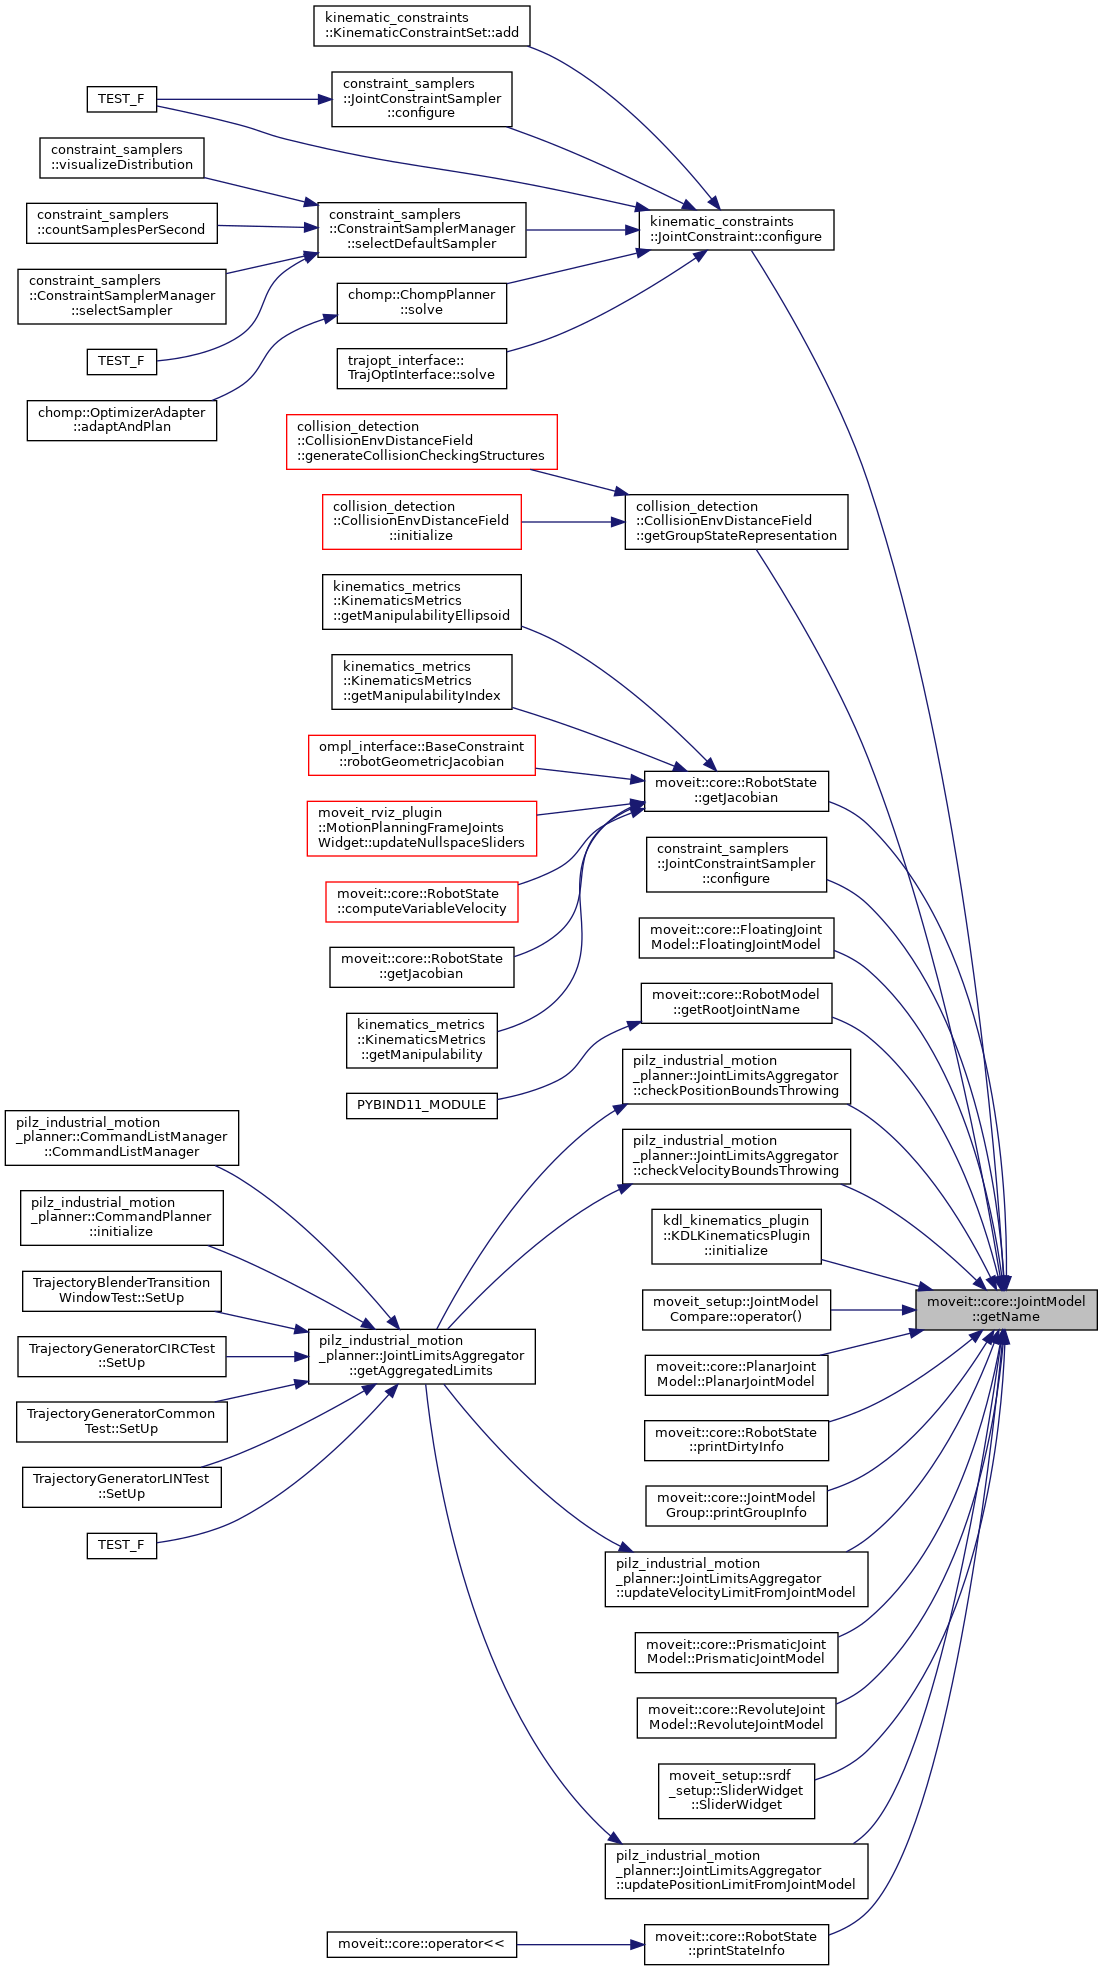 kinematic_constraints
::KinematicConstraintSet::add
constraint_samplers
::JointConstraintSampler
::configure
TEST_F
constraint_samplers
::visualizeDistribution
constraint_samplers
::countSamplesPerSecond
constraint_samplers
::ConstraintSamplerManager
::selectDefaultSampler
kinematic_constraints
::JointConstraint::configure
constraint_samplers
::ConstraintSamplerManager
::selectSampler
chomp::ChompPlanner
::solve
TEST_F
trajopt_interface::
TrajOptInterface::solve
chomp::OptimizerAdapter
::adaptAndPlan
collision_detection
::CollisionEnvDistanceField
::generateCollisionCheckingStructures
collision_detection
::CollisionEnvDistanceField
::initialize
collision_detection
::CollisionEnvDistanceField
::getGroupStateRepresentation
kinematics_metrics
::KinematicsMetrics
::getManipulabilityEllipsoid
kinematics_metrics
::KinematicsMetrics
::getManipulabilityIndex
ompl_interface::BaseConstraint
::robotGeometricJacobian
moveit::core::RobotState
::getJacobian
moveit_rviz_plugin
::MotionPlanningFrameJoints
Widget::updateNullspaceSliders
constraint_samplers
::JointConstraintSampler
::configure
moveit::core::RobotState
::computeVariableVelocity
moveit::core::FloatingJoint
Model::FloatingJointModel
moveit::core::RobotState
::getJacobian
moveit::core::RobotModel
::getRootJointName
kinematics_metrics
::KinematicsMetrics
::getManipulability
pilz_industrial_motion
_planner::JointLimitsAggregator
::checkPositionBoundsThrowing
PYBIND11_MODULE
pilz_industrial_motion
_planner::CommandListManager
::CommandListManager
pilz_industrial_motion
_planner::JointLimitsAggregator
::checkVelocityBoundsThrowing
pilz_industrial_motion
_planner::CommandPlanner
::initialize
kdl_kinematics_plugin
::KDLKinematicsPlugin
::initialize
TrajectoryBlenderTransition
WindowTest::SetUp
moveit_setup::JointModel
Compare::operator()
moveit::core::JointModel
::getName
TrajectoryGeneratorCIRCTest
::SetUp
pilz_industrial_motion
_planner::JointLimitsAggregator
::getAggregatedLimits
moveit::core::PlanarJoint
Model::PlanarJointModel
TrajectoryGeneratorCommon
Test::SetUp
moveit::core::RobotState
::printDirtyInfo
TrajectoryGeneratorLINTest
::SetUp
moveit::core::JointModel
Group::printGroupInfo
TEST_F
pilz_industrial_motion
_planner::JointLimitsAggregator
::updateVelocityLimitFromJointModel
moveit::core::PrismaticJoint
Model::PrismaticJointModel
moveit::core::RevoluteJoint
Model::RevoluteJointModel
moveit_setup::srdf
_setup::SliderWidget
::SliderWidget
pilz_industrial_motion
_planner::JointLimitsAggregator
::updatePositionLimitFromJointModel
moveit::core::operator<<
moveit::core::RobotState
::printStateInfo